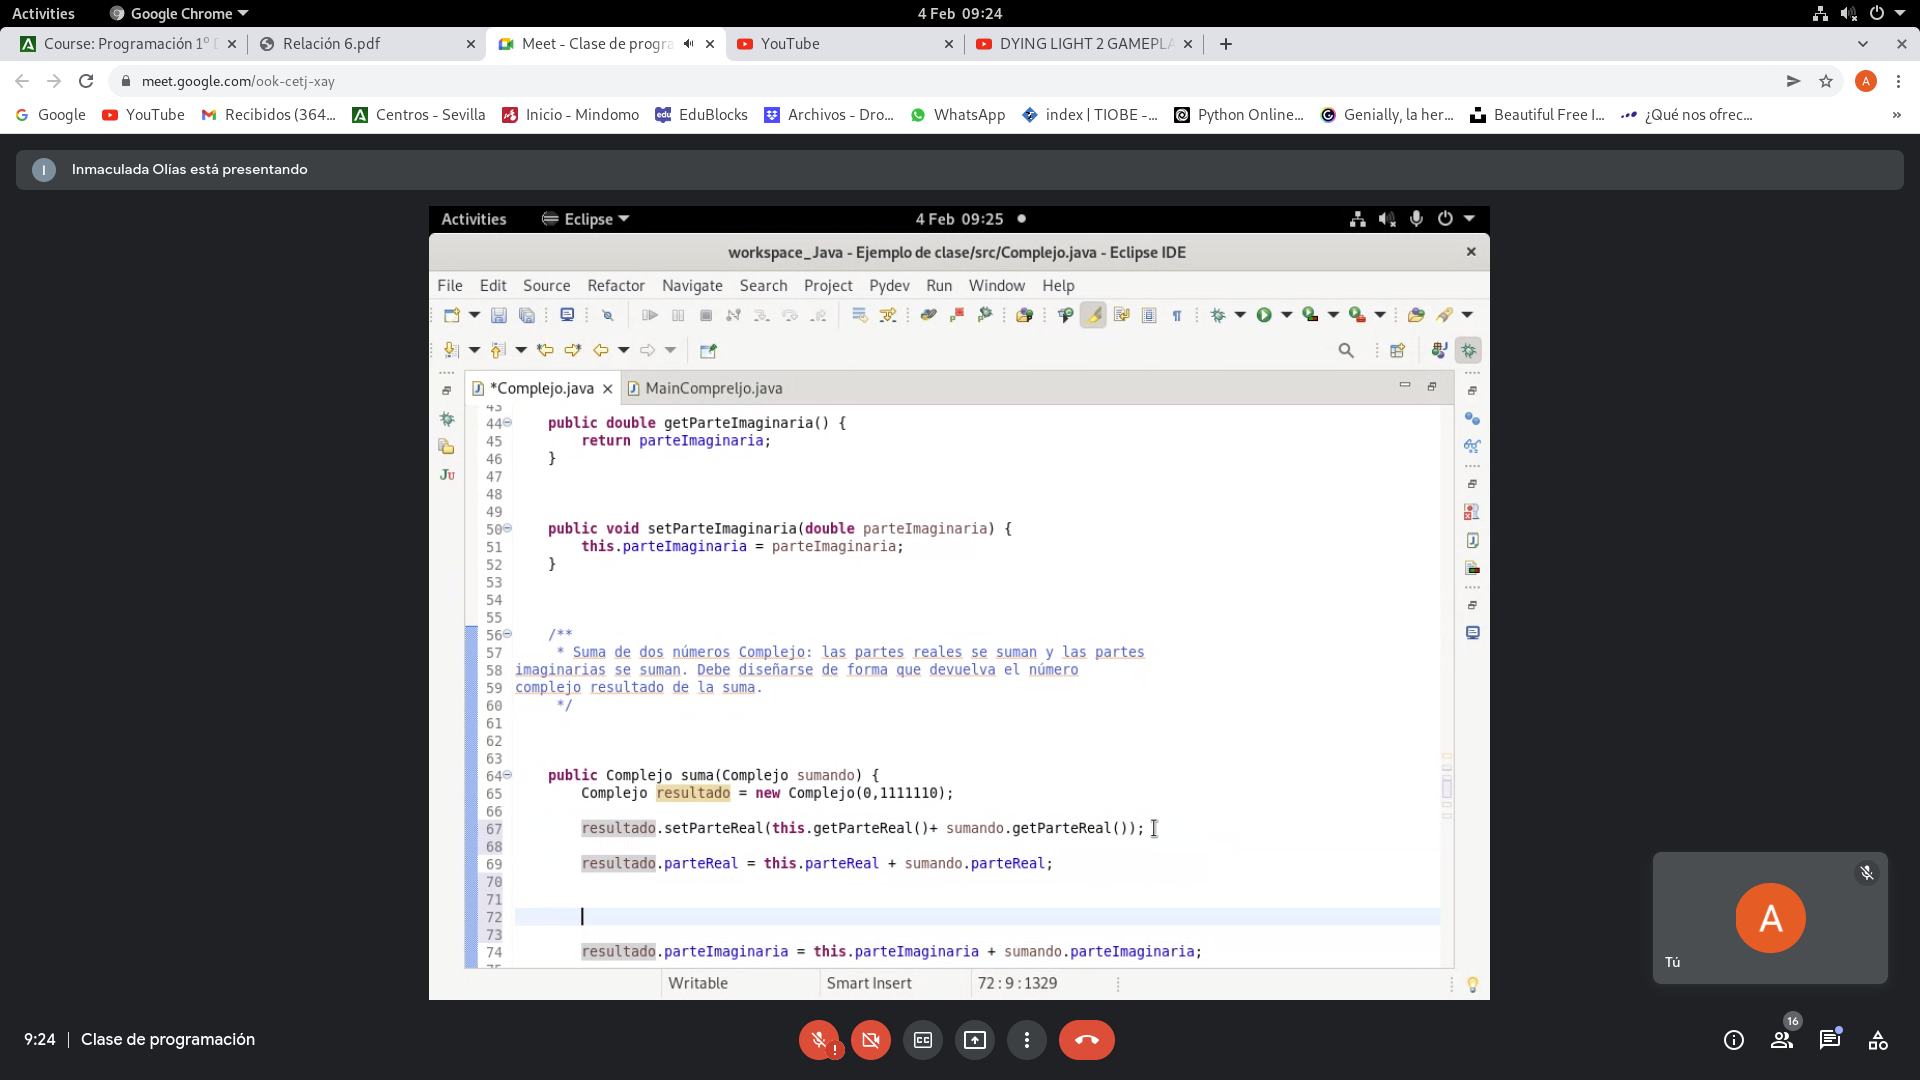 Activities Google Chrome 4 Feb 09:24
Course: Programación 1º D Relación 6.pdf Meet - Clase de progra YouTube DYING LIGHT 2 GAMEPLA
meet.google.com/ook-cetj-xay A
Google YouTube Recibidos (364... Centros - Sevilla Inicio - Mindomo EduBlocks Archivos - Dro... WhatsApp index | TIOBE -... Python Online... Genially, la her... Beautiful Free I... ¿Qué nos ofrec... »
I Inmaculada Olías está presentando
Activities Eclipse 4 Feb 09:25
workspace_Java - Ejemplo de clase/src/Complejo.java - Eclipse IDE
File Edit Source Refactor Navigate Search Project Pydev Run Window Help
*Complejo.java MainCompreljo.java
43
44 public double getParteImaginaria() {
45 return parteImaginaria;
46 }
47
48
49
50 public void setParteImaginaria(double parteImaginaria) {
51 this.parteImaginaria = parteImaginaria;
52 }
53
54
55
56 /**
57 * Suma de dos números Complejo: las partes reales se suman y las partes
58 imaginarias se suman. Debe diseñarse de forma que devuelva el número
59 complejo resultado de la suma.
60 */
61
62
63
64 public Complejo suma(Complejo sumando) {
65 Complejo resultado = new Complejo(0,1111110);
66
67 resultado.setParteReal(this.getParteReal()+ sumando.getParteReal());
68
69 resultado.parteReal = this.parteReal + sumando.parteReal;
70
71
72
73
74 resultado.parteImaginaria = this.parteImaginaria + sumando.parteImaginaria;
75
Writable Smart Insert 72 : 9 : 1329
A
Tú
9:24 | Clase de programación 16